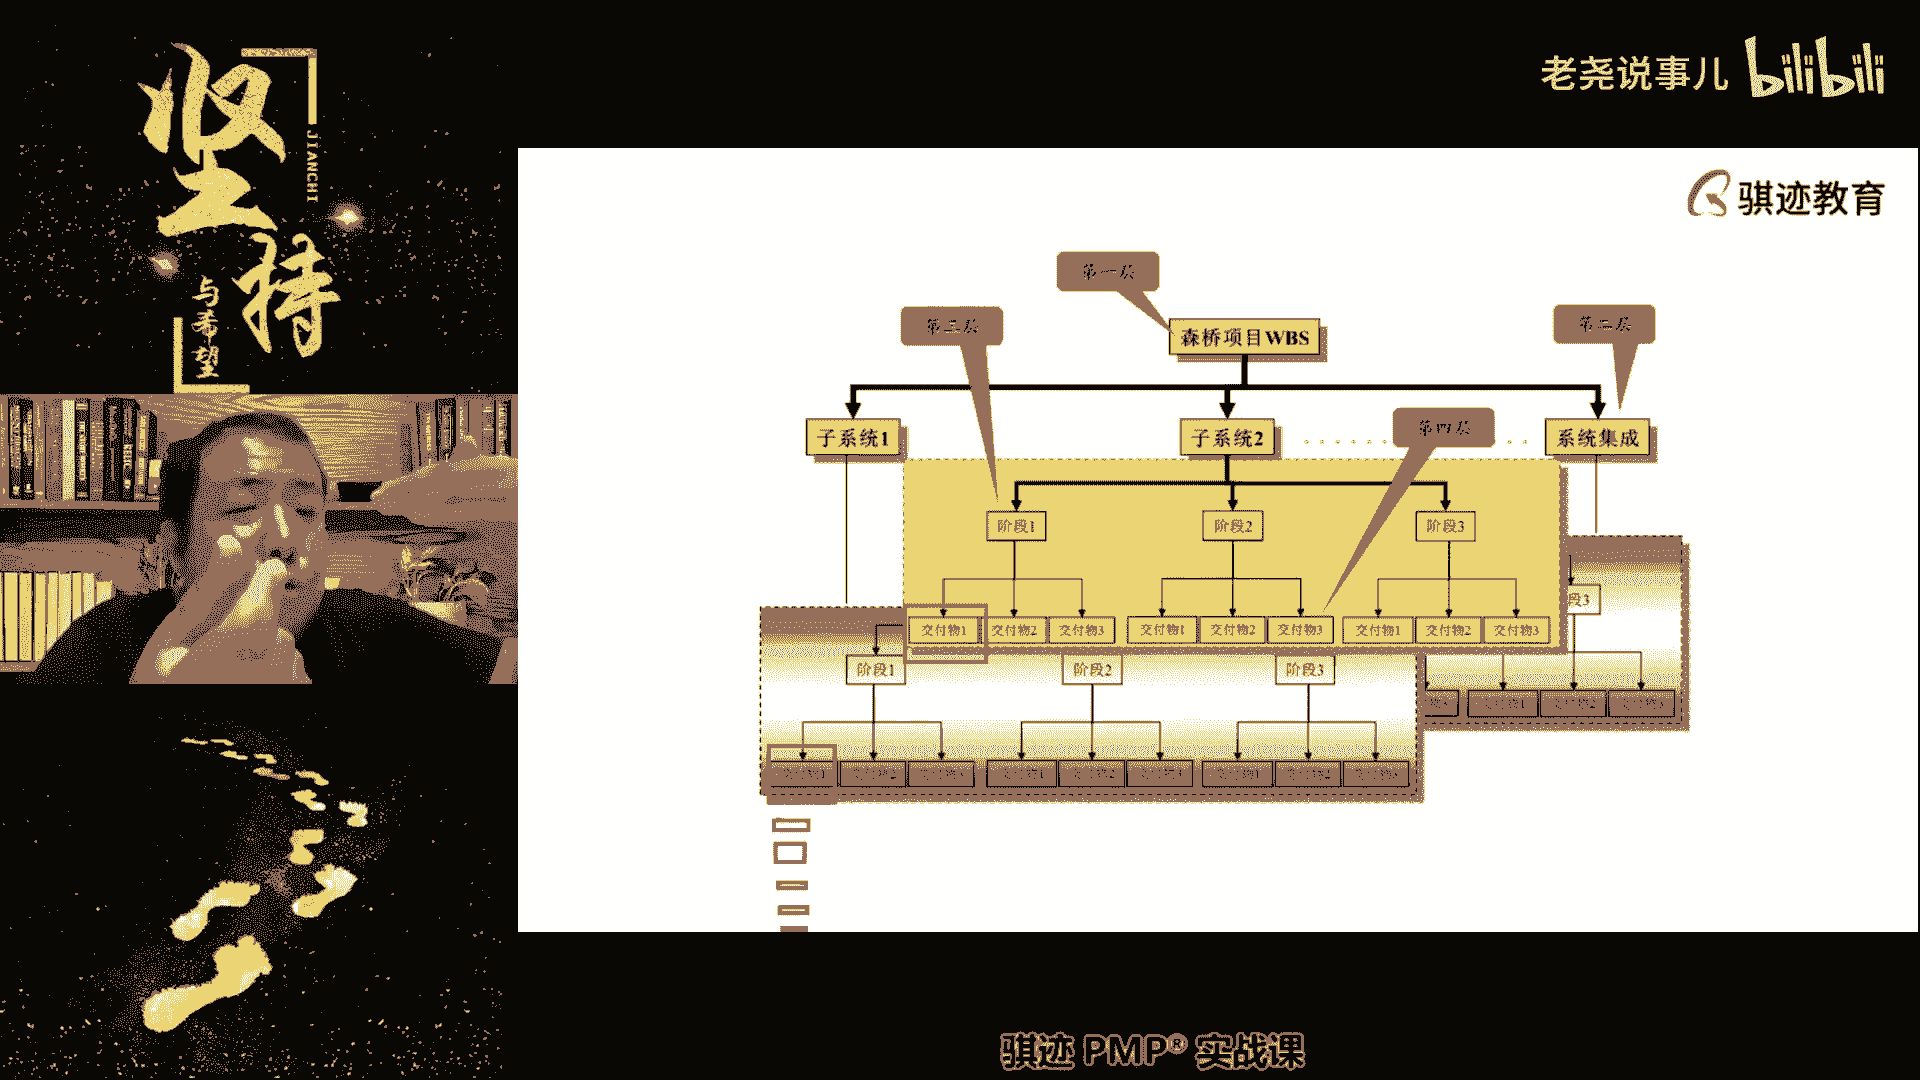 坚持
JIANCHI
与希望
老尧说事儿 bilibili
骐迹教育
第一层
第三层
第二层
森桥项目WBS
子系统1
子系统2
第四层
系统集成
阶段1
阶段2
阶段3
段3
交付物1
交付物2
交付物3
交付物1
交付物2
交付物3
交付物1
交付物2
交付物3
阶段1
阶段2
阶段3
骐迹 PMP® 实战课